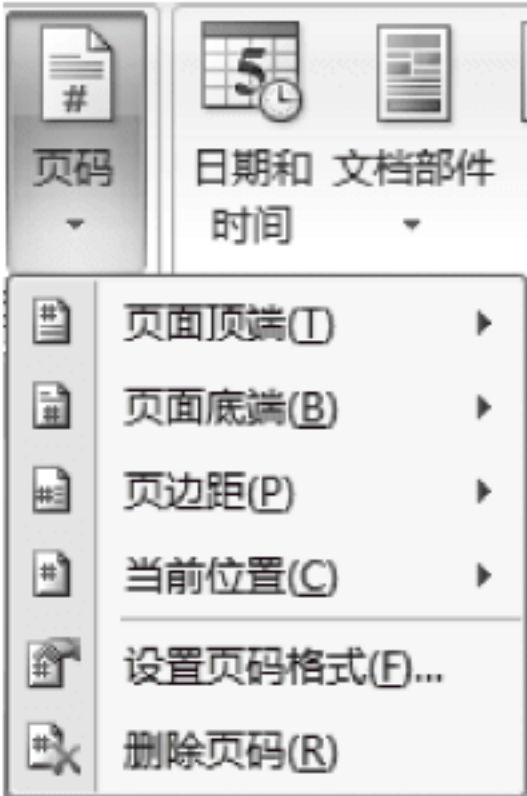 页码
日期和
时间
文档部件
页面顶端(T)
页面底端(B)
页边距(P)
当前位置(C)
设置页码格式(F)...
删除页码(R)